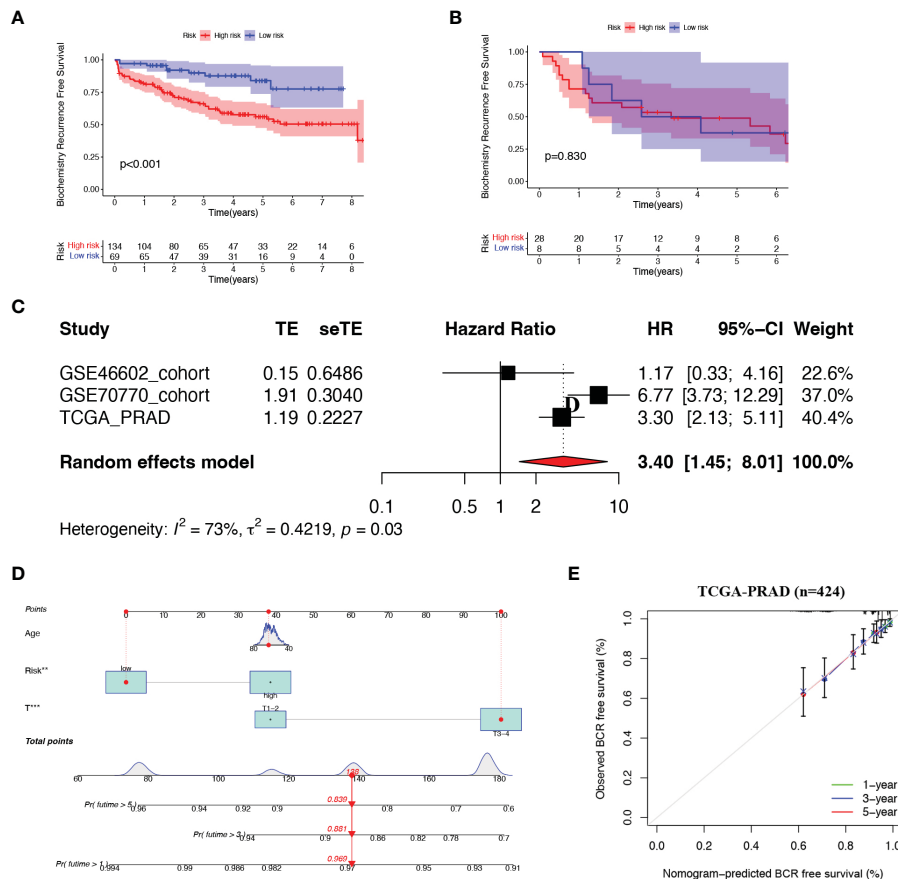 A
Risk High risk Low risk
Biochemistry Recurrence Free Survival
1.00
0.75
0.50
0.25
0.00
p<0.001
0 1 2 3 4 5 6 7 8
Time(years)
Risk
High risk 134 104 80 65 47 33 22 14 6
Low risk 69 65 47 39 31 16 9 4 0
0 1 2 3 4 5 6 7 8
Time(years)
B
Risk High risk Low risk
Biochemistry Recurrence Free Survival
1.00
0.75
0.50
0.25
0.00
p=0.830
0 1 2 3 4 5 6
Time(years)
Risk
High risk 28 20 17 12 9 8 6
Low risk 8 8 5 4 4 2 2
0 1 2 3 4 5 6
Time(years)
C
Study TE seTE Hazard Ratio HR 95%−CI Weight
GSE46602_cohort 0.15 0.6486 1.17 [0.33; 4.16] 22.6%
GSE70770_cohort 1.91 0.3040 6.77 [3.73; 12.29] 37.0%
D
TCGA_PRAD 1.19 0.2227 3.30 [2.13; 5.11] 40.4%
Random effects model 3.40 [1.45; 8.01] 100.0%
0.1 0.5 1 2 10
Heterogeneity: I² = 73%, τ² = 0.4219, p = 0.03
D
Points 0 10 20 30 40 50 60 70 80 90 100
Age
80 40
Risk**
low
high
T***
T1−2
T3−4
Total points
60 80 100 120 140 160 180
138
Pr( futime > 5 )
0.96 0.94 0.92 0.9 0.8 0.7 0.6
0.839
Pr( futime > 3 )
0.94 0.9 0.86 0.82 0.78 0.7
0.881
Pr( futime > 1 )
0.994 0.99 0.986 0.982 0.97 0.95 0.93 0.91
0.969
E
TCGA-PRAD (n=424)
Observed BCR free survival (%)
1.0
0.8
0.6
0.4
0.2
0.0
1−year
3−year
5−year
0.0 0.2 0.4 0.6 0.8 1.0
Nomogram−predicted BCR free survival (%)